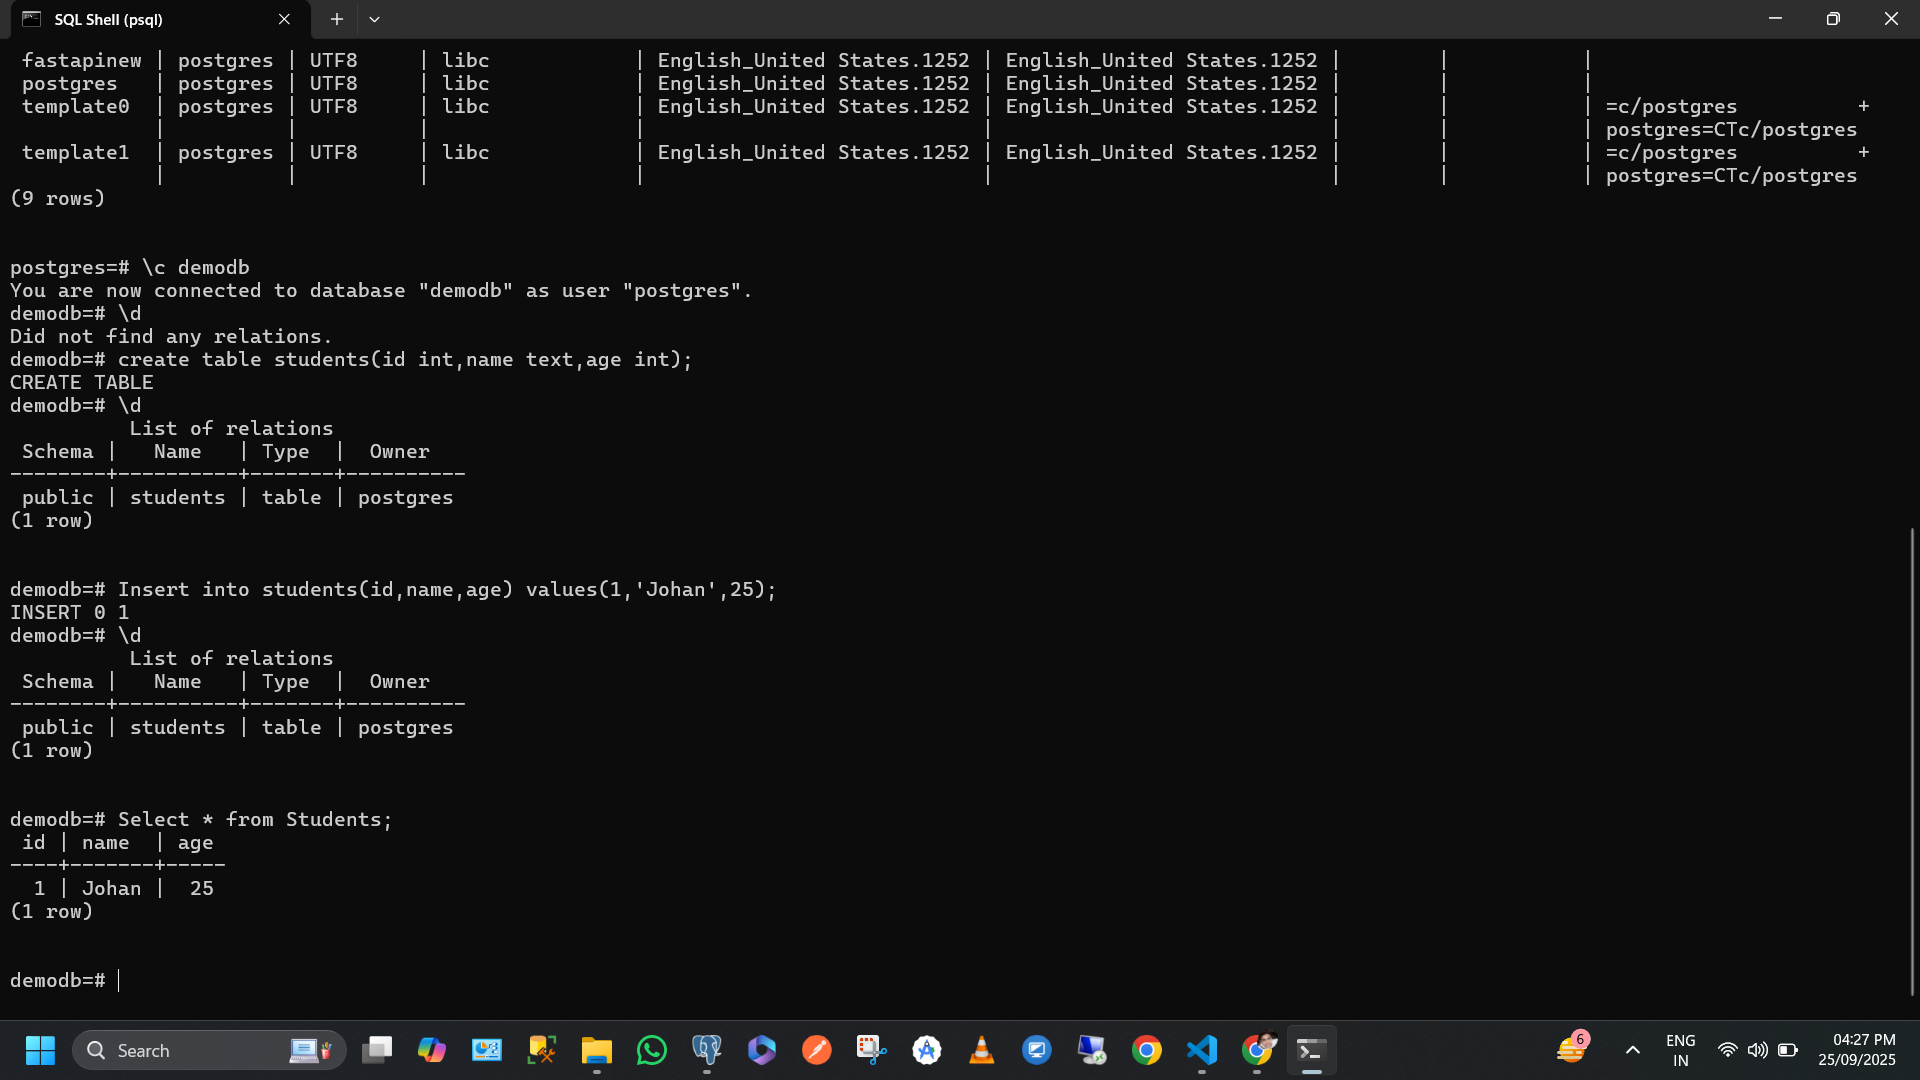 SQL Shell (psql)
fastapinew | postgres | UTF8     | libc            | English_United States.1252 | English_United States.1252 |        |           |
postgres   | postgres | UTF8     | libc            | English_United States.1252 | English_United States.1252 |        |           |
template0  | postgres | UTF8     | libc            | English_United States.1252 | English_United States.1252 |        |           | =c/postgres          +
           |          |          |                 |                            |                            |        |           | postgres=CTc/postgres
template1  | postgres | UTF8     | libc            | English_United States.1252 | English_United States.1252 |        |           | =c/postgres          +
           |          |          |                 |                            |                            |        |           | postgres=CTc/postgres
(9 rows)
postgres=# \c demodb
You are now connected to database "demodb" as user "postgres".
demodb=# \d
Did not find any relations.
demodb=# create table students(id int,name text,age int);
CREATE TABLE
demodb=# \d
List of relations
Schema |   Name   | Type  |  Owner
--------+----------+-------+----------
public | students | table | postgres
(1 row)
demodb=# Insert into students(id,name,age) values(1,'Johan',25);
INSERT 0 1
demodb=# \d
List of relations
Schema |   Name   | Type  |  Owner
--------+----------+-------+----------
public | students | table | postgres
(1 row)
demodb=# Select * from Students;
id | name  | age
----+-------+-----
1 | Johan |  25
(1 row)
demodb=#
Search
6
ENG
IN
04:27 PM
25/09/2025